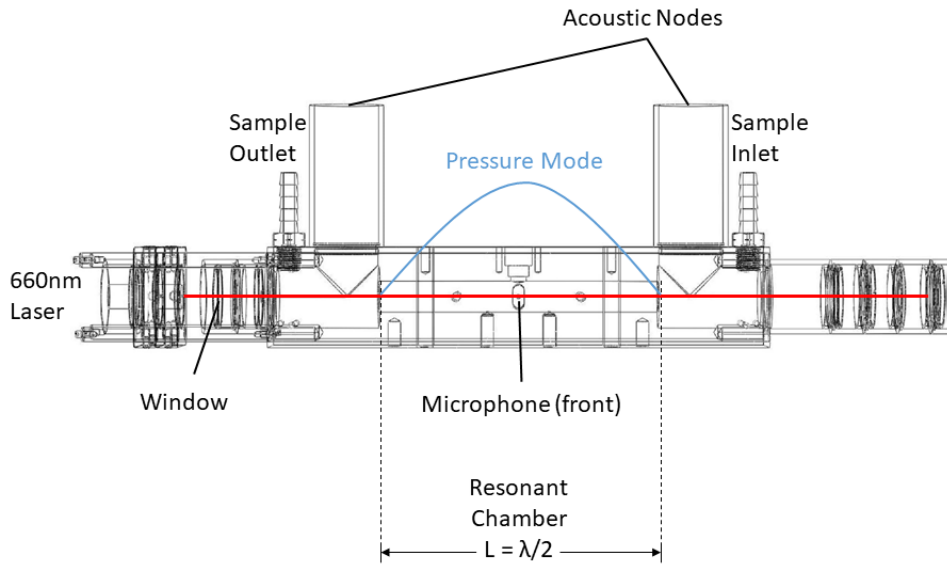 Acoustic Nodes
Sample
Outlet
Sample
Inlet
Pressure Mode
660nm
Laser
Window
Microphone (front)
Resonant
Chamber
L = λ/2